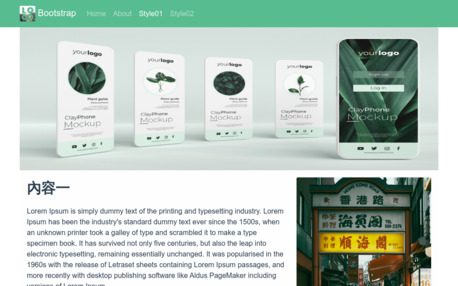 Bootstrap Home About Style01 Style02
yourlogo
Plant guide
ClayPhone
Mockup
yourlogo
Plant guide
ClayPhone
Mockup
yourlogo
Plant guide
ClayPhone
Mockup
yourlogo
ClayPhone
Mockup
yourlogo
Log in
ClayPhone
Mockup
內容一
Lorem Ipsum is simply dummy text of the printing and typesetting industry. Lorem
Ipsum has been the industry's standard dummy text ever since the 1500s, when
an unknown printer took a galley of type and scrambled it to make a type
specimen book. It has survived not only five centuries, but also the leap into
electronic typesetting, remaining essentially unchanged. It was popularised in the
1960s with the release of Letraset sheets containing Lorem Ipsum passages, and
more recently with desktop publishing software like Aldus PageMaker including
versions of Lorem Ipsum.
香港路
海員閣
順海閣